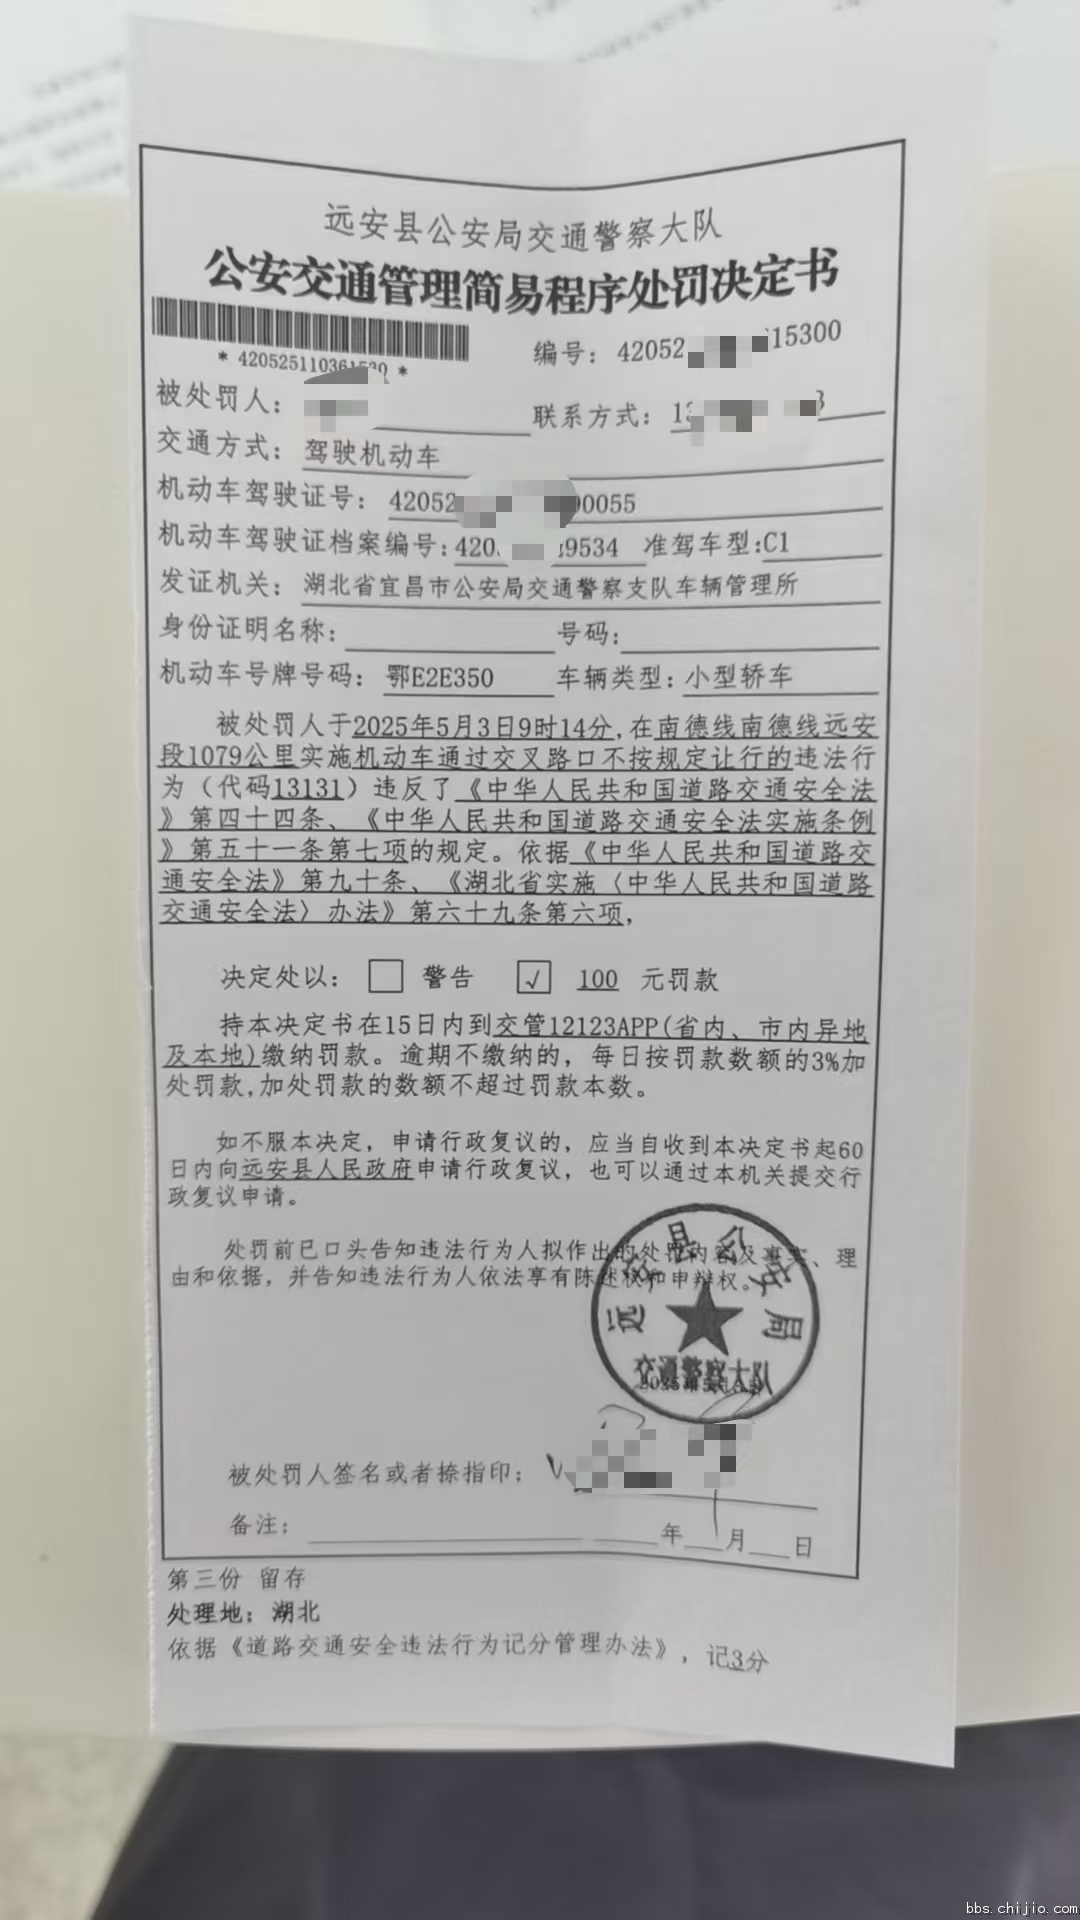 远安县公安局交通警察大队
公安交通管理简易程序处罚决定书
编号: 42052 15300
* 420525110361530 *
被处罚人:
联系方式: 13
交通方式: 驾驶机动车
机动车驾驶证号: 42052 00055
机动车驾驶证档案编号:420 9534 准驾车型:C1
发证机关: 湖北省宜昌市公安局交通警察支队车辆管理所
身份证明名称: 号码:
机动车号牌号码: 鄂E2E350 车辆类型: 小型轿车
被处罚人于2025年5月3日9时14分,在南德线南德线远安
段1079公里实施机动车通过交叉路口不按规定让行的违法行
为（代码13131）违反了《中华人民共和国道路交通安全法
》第四十四条、《中华人民共和国道路交通安全法实施条例
》第五十一条第七项的规定。依据《中华人民共和国道路交
通安全法》第九十条、《湖北省实施〈中华人民共和国道路
交通安全法〉办法》第六十九条第六项,
决定处以: 警告 √ 100 元罚款
持本决定书在15日内到交管12123APP(省内、市内异地
及本地)缴纳罚款。逾期不缴纳的, 每日按罚款数额的3%加
处罚款,加处罚款的数额不超过罚款本数。
如不服本决定, 申请行政复议的, 应当自收到本决定书起60
日内向远安县人民政府申请行政复议, 也可以通过本机关提交行
政复议申请。
处罚前已口头告知违法行为人拟作出的处罚内容及事实、理
由和依据, 并告知违法行为人依法享有陈述权和申辩权。
远安县公安局
交通警察大队
被处罚人签名或者捺指印:
备注: 年 月 日
第三份 留存
处理地: 湖北
依据《道路交通安全违法行为记分管理办法》, 记3分
bbs.chijio.com